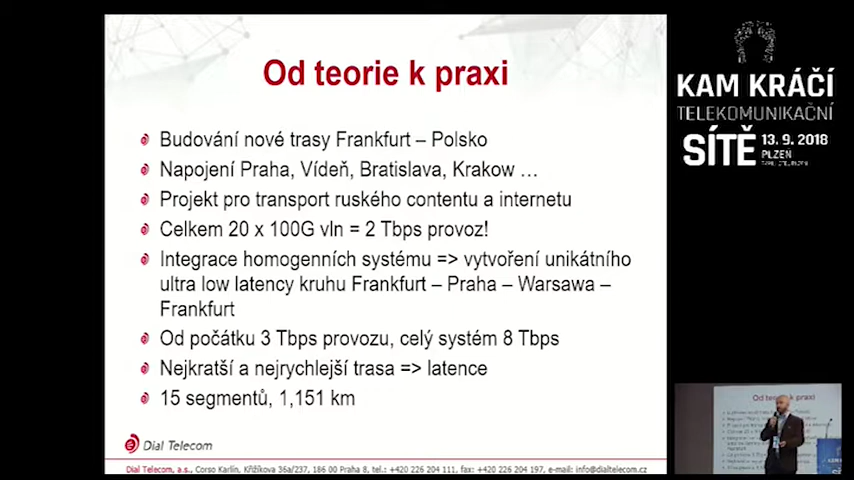 Od teorie k praxi
Budování nové trasy Frankfurt – Polsko
Napojení Praha, Vídeň, Bratislava, Krakow ...
Projekt pro transport ruského contentu a internetu
Celkem 20 x 100G vln = 2 Tbps provoz!
Integrace homogenních systému => vytvoření unikátního
ultra low latency kruhu Frankfurt – Praha – Warsawa –
Frankfurt
Od počátku 3 Tbps provozu, celý systém 8 Tbps
Nejkratší a nejrychlejší trasa => latence
15 segmentů, 1,151 km
Dial Telecom
Dial Telecom, a.s., Corso Karlín, Křižíkova 36a/237, 186 00 Praha 8, tel.: +420 226 204 111, fax: +420 226 204 197, e-mail: info@dialtelecom.cz
KAM KRÁČÍ
TELEKOMUNIKAČNÍ
SÍTĚ 13. 9. 2018
PLZEŇ
Od teorie k praxi